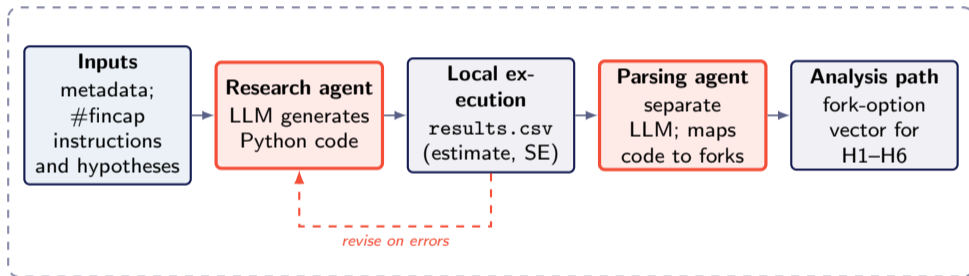 Inputs
metadata;
#fincap
instructions
and hypotheses
Research agent
LLM generates
Python code
Local ex-
ecution
results.csv
(estimate, SE)
Parsing agent
separate
LLM; maps
code to forks
Analysis path
fork-option
vector for
H1–H6
revise on errors